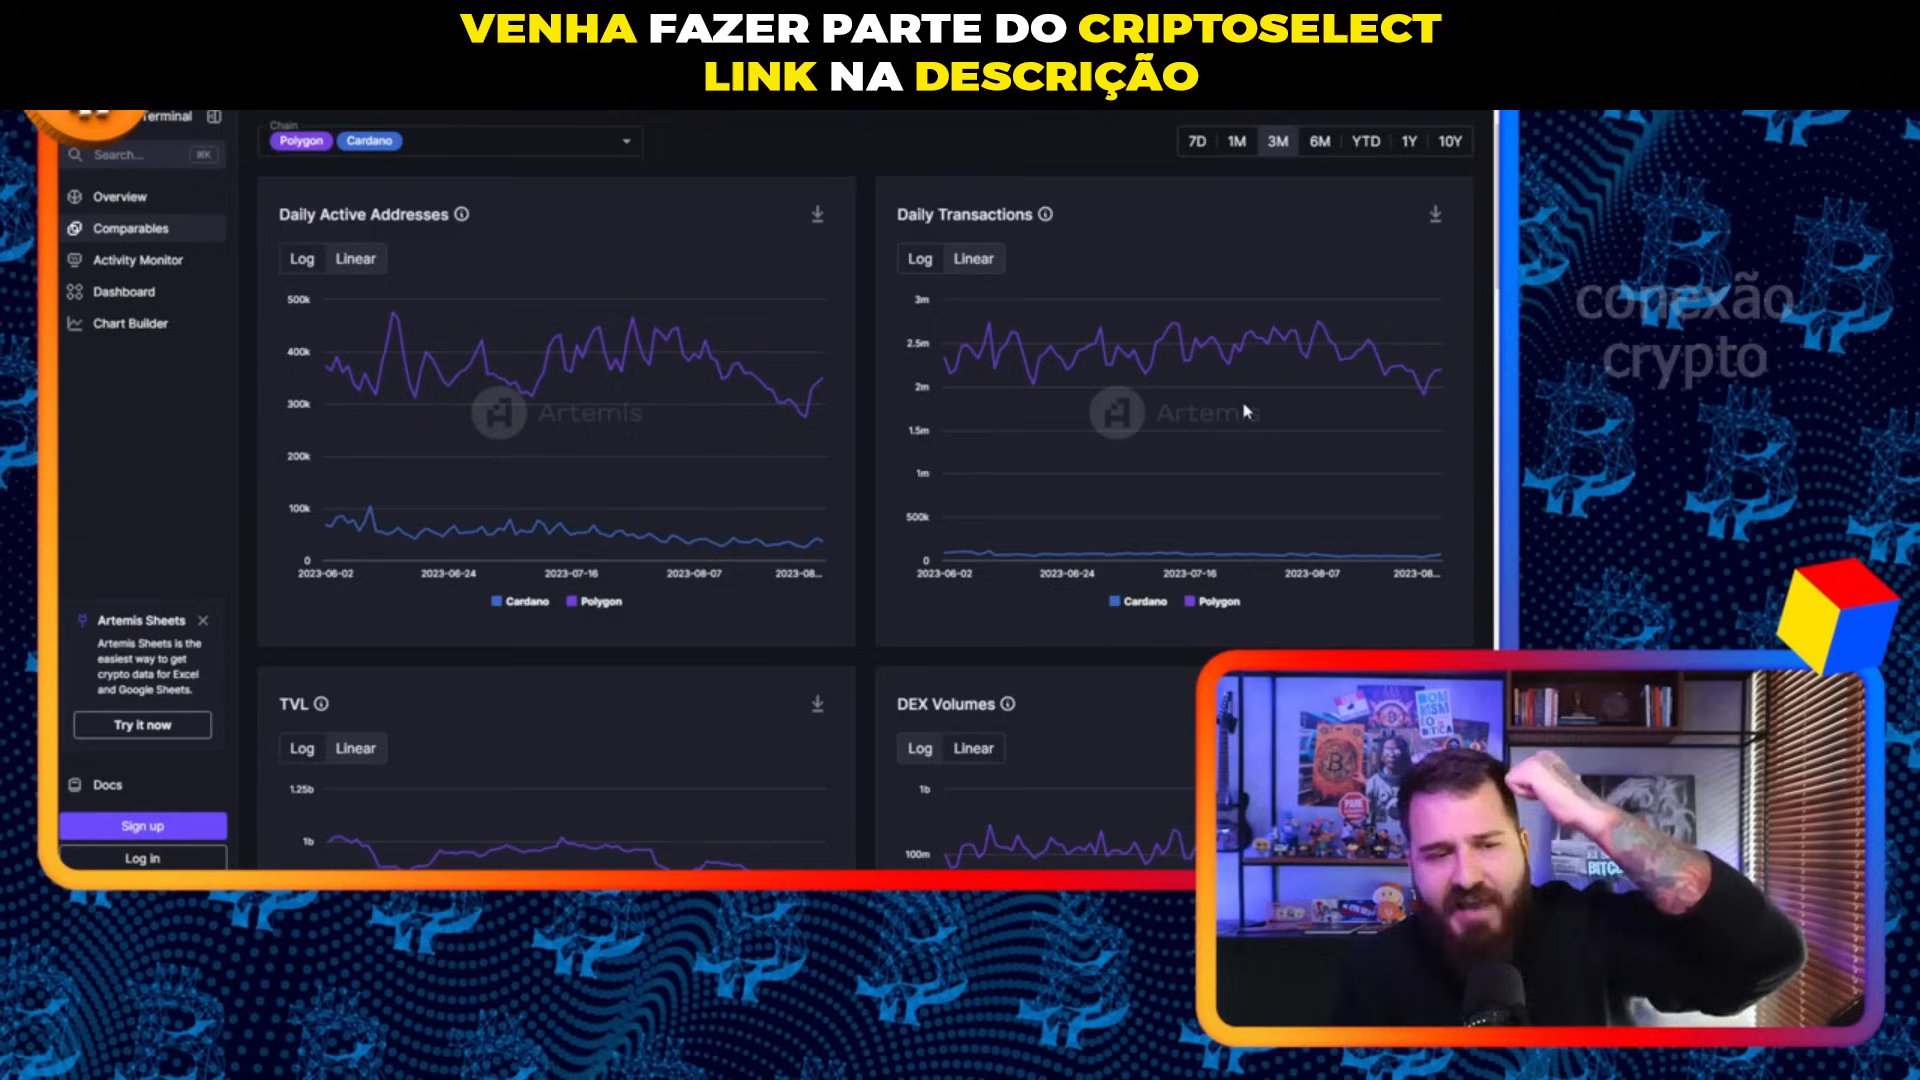 VENHA FAZER PARTE DO CRIPTOSELECT
LINK NA DESCRIÇÃO
Terminal
Search...
⌘K
Overview
Comparables
Activity Monitor
Dashboard
Chart Builder
Artemis Sheets
Artemis Sheets is the
easiest way to get
crypto data for Excel
and Google Sheets.
Try it now
Docs
Sign up
Log in
Chain
Polygon Cardano
7D 1M 3M 6M YTD 1Y 10Y
Daily Active Addresses
Log Linear
500k
400k
300k
200k
100k
0
2023-06-02 2023-06-24 2023-07-16 2023-08-07 2023-08...
Cardano Polygon
Artemis
Daily Transactions
Log Linear
3m
2.5m
2m
1.5m
1m
500k
0
2023-06-02 2023-06-24 2023-07-16 2023-08-07 2023-08...
Cardano Polygon
Artemis
TVL
Log Linear
1.25b
1b
DEX Volumes
Log Linear
1b
100m
conexão
crypto
PARE